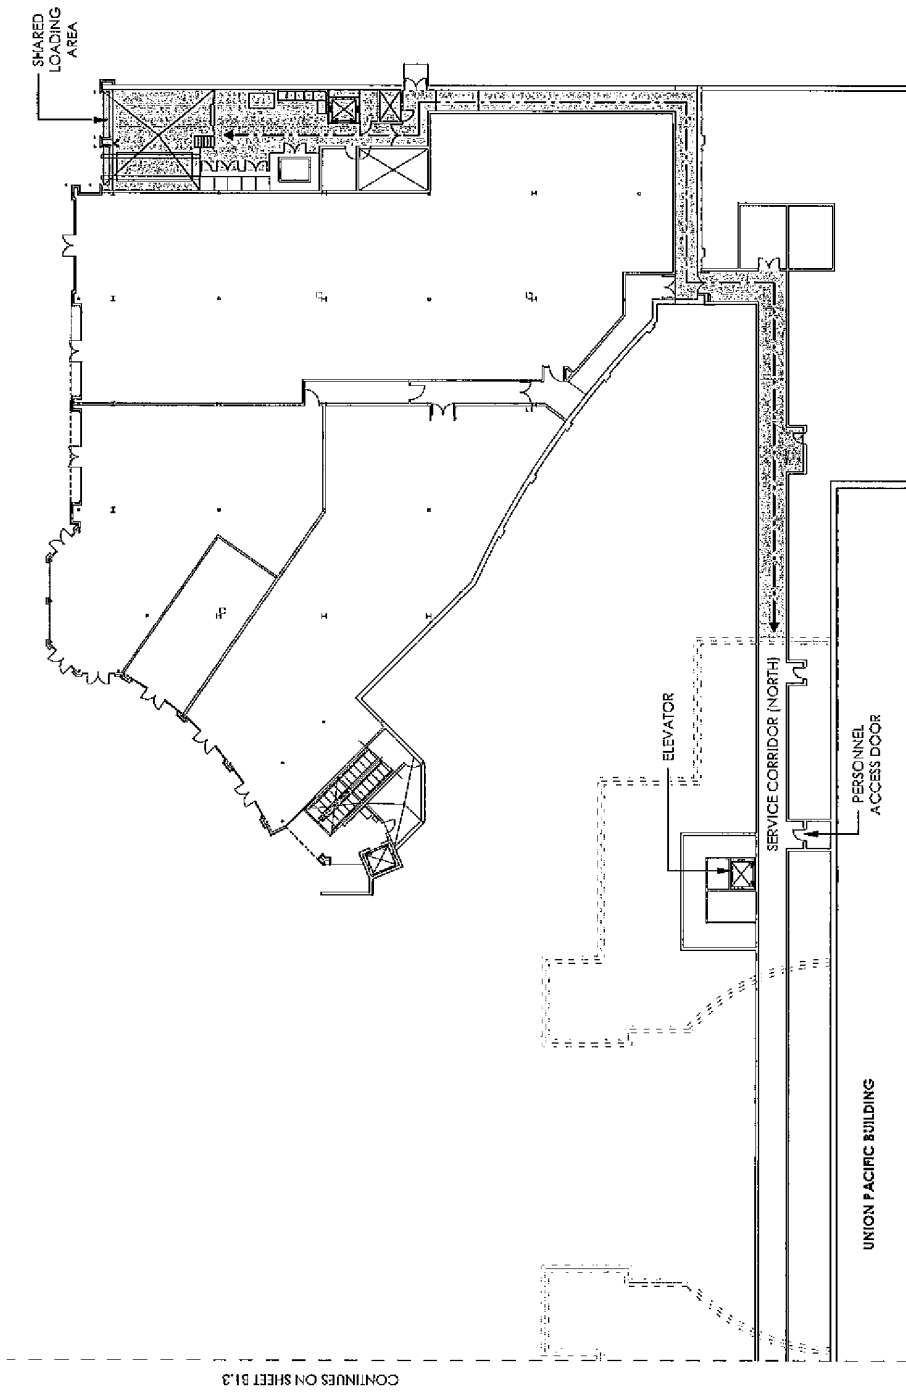 SHARED
LOADING
AREA
ELEVATOR
SERVICE CORRIDOR (NORTH)
PERSONNEL
ACCESS DOOR
UNION PACIFIC BUILDING
CONTINUES ON SHEET B1.3